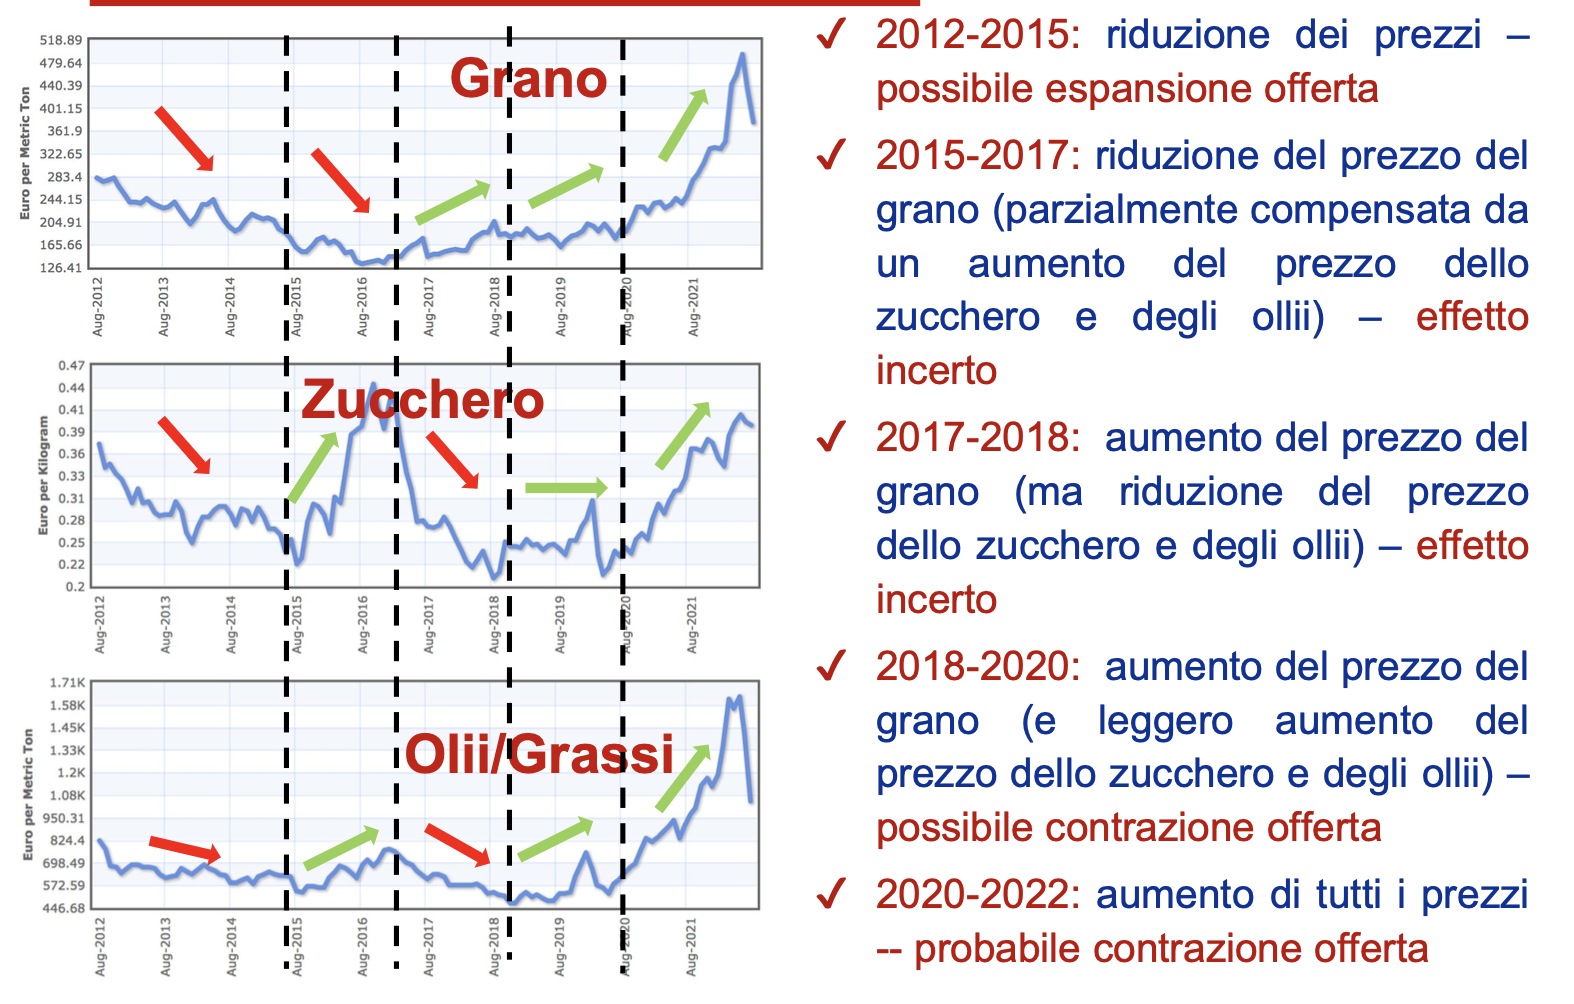 518.89
479.64
440.39
401.15
361.9
322.65
283.4
244.15
204.91
165.66
126.41
Euro per Metric Ton
Grano
Aug-2012
Aug-2013
Aug-2014
Aug-2015
Aug-2016
Aug-2017
Aug-2018
Aug-2019
Aug-2020
Aug-2021
0.47
0.44
0.41
0.39
0.36
0.33
0.31
0.28
0.25
0.22
0.2
Euro per Kilogram
Zucchero
Aug-2012
Aug-2013
Aug-2014
Aug-2015
Aug-2016
Aug-2017
Aug-2018
Aug-2019
Aug-2020
Aug-2021
1.71K
1.58K
1.45K
1.33K
1.2K
1.08K
950.31
824.4
698.49
572.59
446.68
Euro per Metric Ton
Olii/Grassi
Aug-2012
Aug-2013
Aug-2014
Aug-2015
Aug-2016
Aug-2017
Aug-2018
Aug-2019
Aug-2020
Aug-2021
✓ 2012-2015: riduzione dei prezzi –
possibile espansione offerta
✓ 2015-2017: riduzione del prezzo del
grano (parzialmente compensata da
un aumento del prezzo dello
zucchero e degli ollii) – effetto
incerto
✓ 2017-2018: aumento del prezzo del
grano (ma riduzione del prezzo
dello zucchero e degli ollii) – effetto
incerto
✓ 2018-2020: aumento del prezzo del
grano (e leggero aumento del
prezzo dello zucchero e degli ollii) –
possibile contrazione offerta
✓ 2020-2022: aumento di tutti i prezzi
-- probabile contrazione offerta